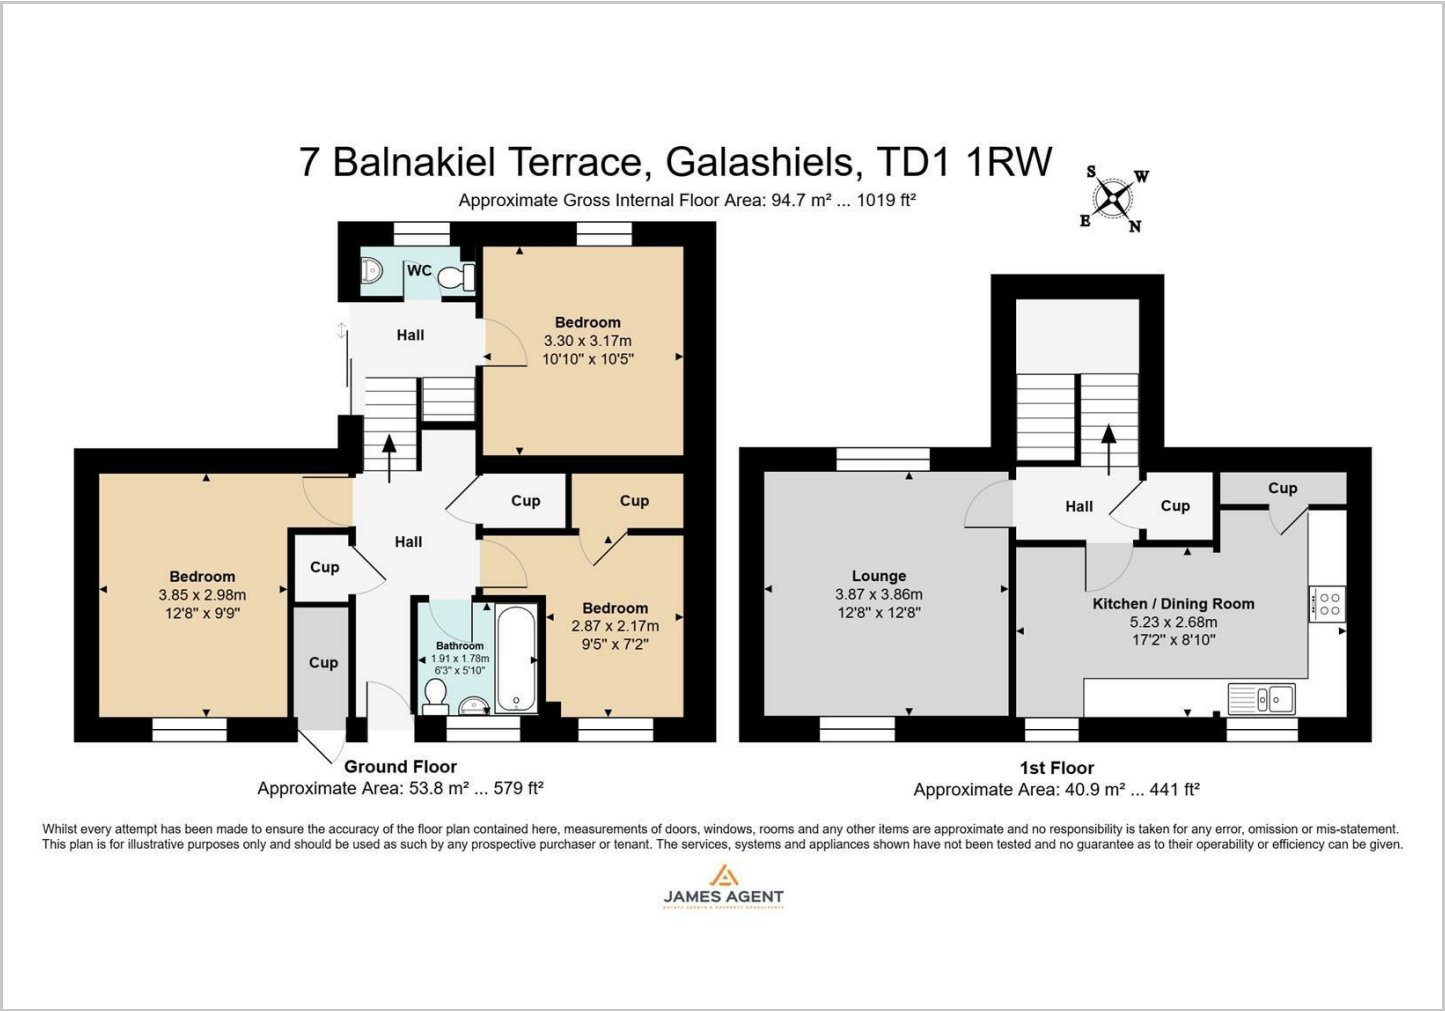 7 Balnakiel Terrace, Galashiels, TD1 1RW
Approximate Gross Internal Floor Area: 94.7 m² ... 1019 ft²
S
W
E
N
WC
Hall
Bedroom
3.30 x 3.17m
10'10" x 10'5"
Cup
Cup
Hall
Bedroom
3.85 x 2.98m
12'8" x 9'9"
Cup
Cup
Bathroom
1.91 x 1.78m
6'3" x 5'10"
Bedroom
2.87 x 2.17m
9'5" x 7'2"
Ground Floor
Approximate Area: 53.8 m² ... 579 ft²
Hall
Cup
Cup
Lounge
3.87 x 3.86m
12'8" x 12'8"
Kitchen / Dining Room
5.23 x 2.68m
17'2" x 8'10"
1st Floor
Approximate Area: 40.9 m² ... 441 ft²
Whilst every attempt has been made to ensure the accuracy of the floor plan contained here, measurements of doors, windows, rooms and any other items are approximate and no responsibility is taken for any error, omission or mis-statement.
This plan is for illustrative purposes only and should be used as such by any prospective purchaser or tenant. The services, systems and appliances shown have not been tested and no guarantee as to their operability or efficiency can be given.
JAMES AGENT
ESTATE AGENTS & PROPERTY CONSULTANTS